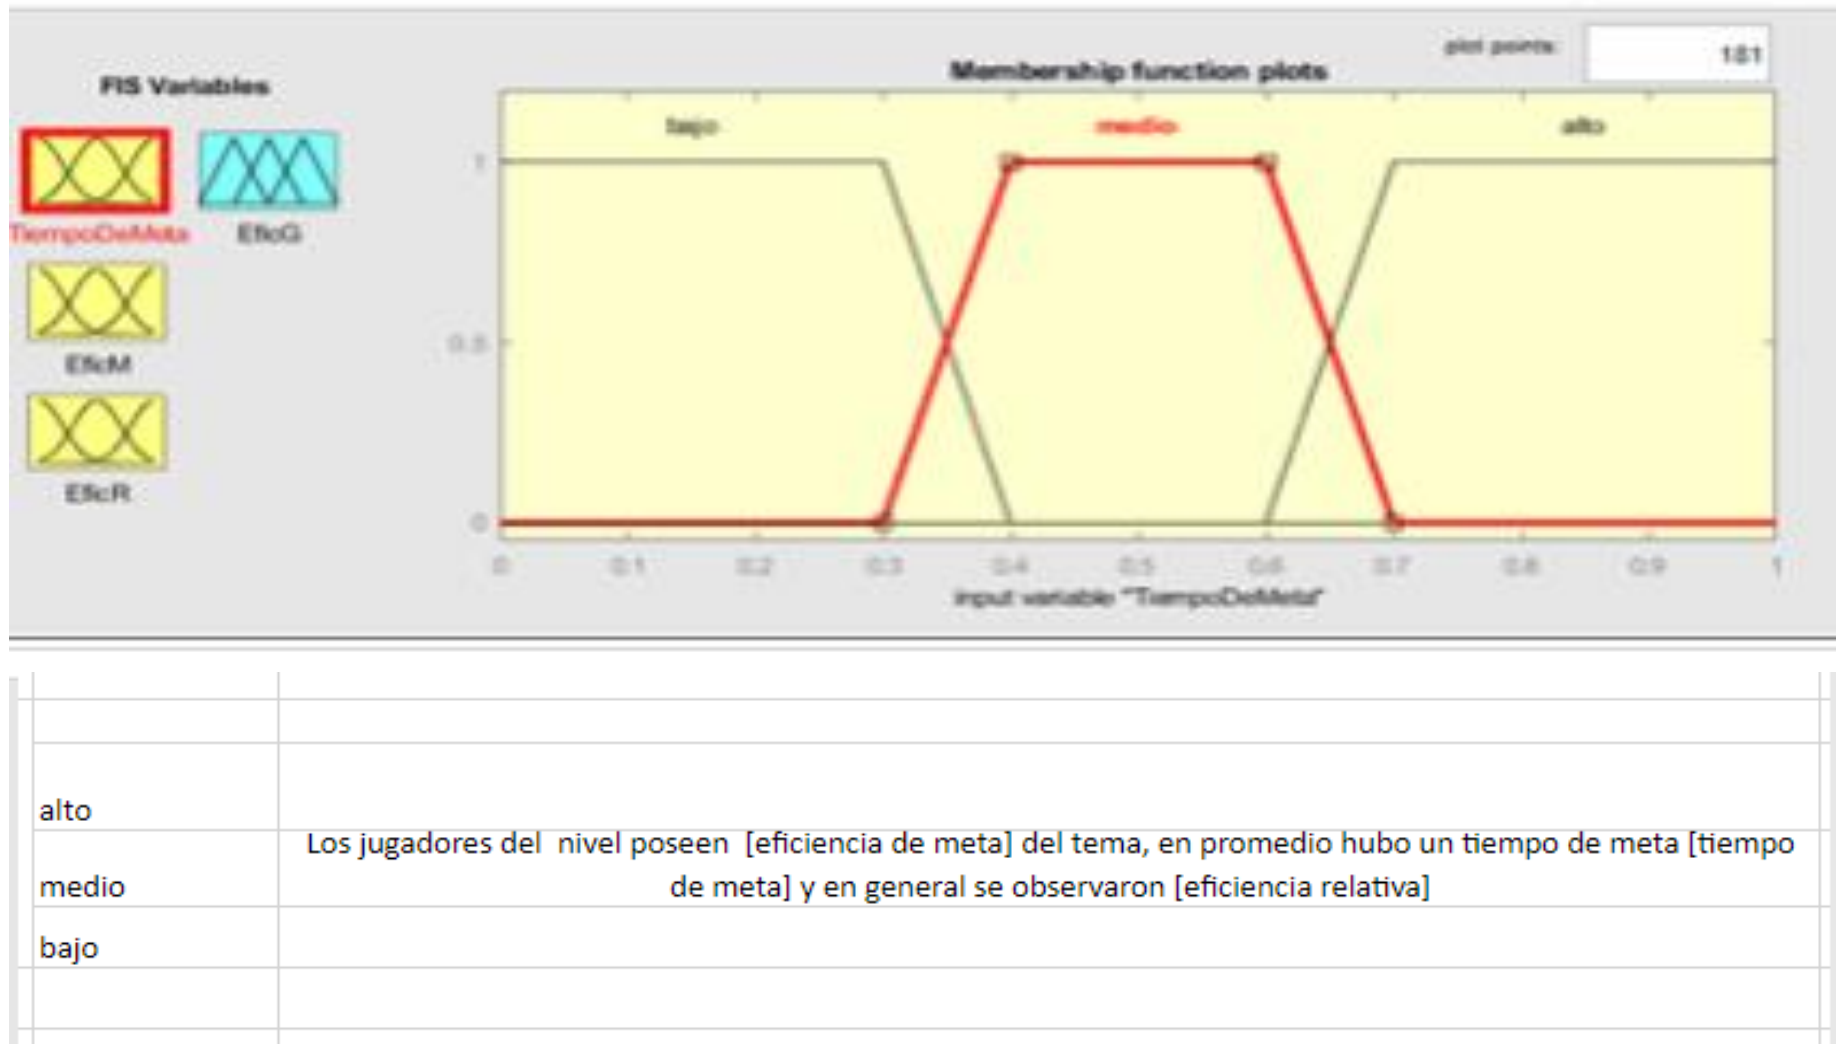 plot points:
181
FIS Variables
Membership function plots
bajo
medio
alto
1
0.5
0
TiempoDeMeta
EficG
EficM
EficR
0
0.1
0.2
0.3
0.4
0.5
0.6
0.7
0.8
0.9
1
input variable "TiempoDeMeta"
alto
Los jugadores del nivel poseen [eficiencia de meta] del tema, en promedio hubo un tiempo de meta [tiempo
de meta] y en general se observaron [eficiencia relativa]
medio
bajo